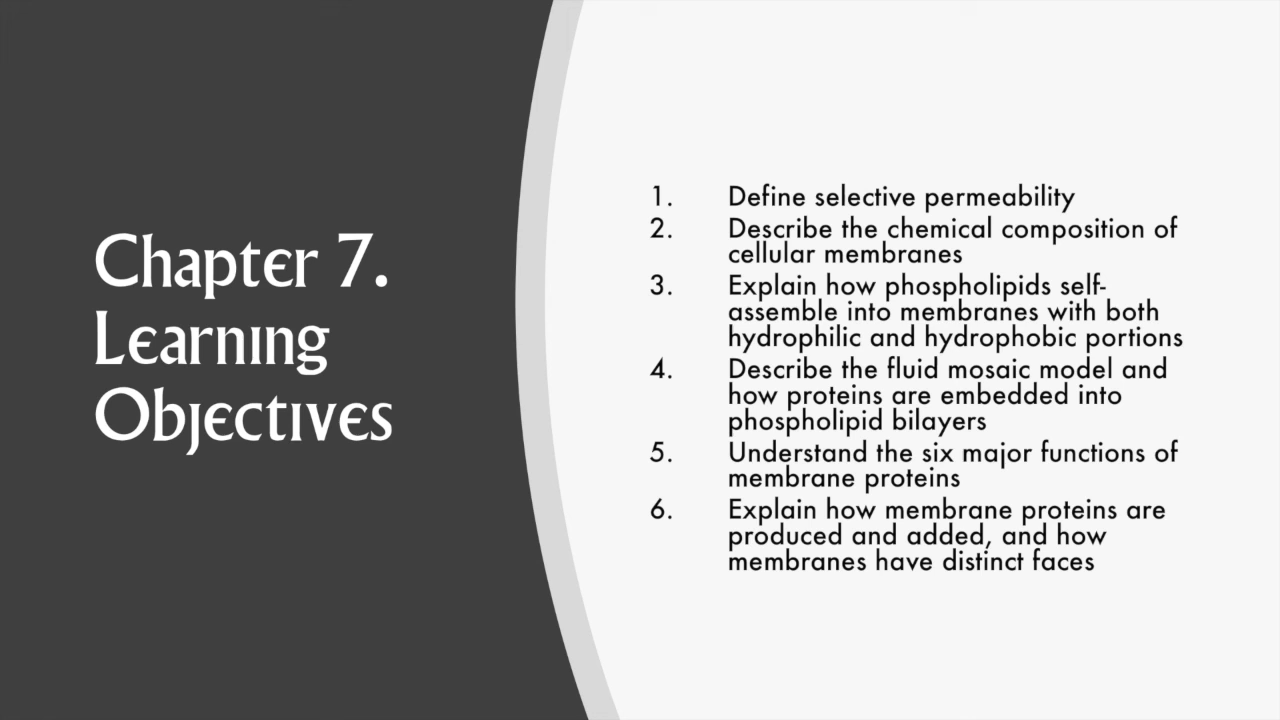 Chapter 7.
Learning
Objectives
1. Define selective permeability
2. Describe the chemical composition of
cellular membranes
3. Explain how phospholipids self-
assemble into membranes with both
hydrophilic and hydrophobic portions
4. Describe the fluid mosaic model and
how proteins are embedded into
phospholipid bilayers
5. Understand the six major functions of
membrane proteins
6. Explain how membrane proteins are
produced and added, and how
membranes have distinct faces